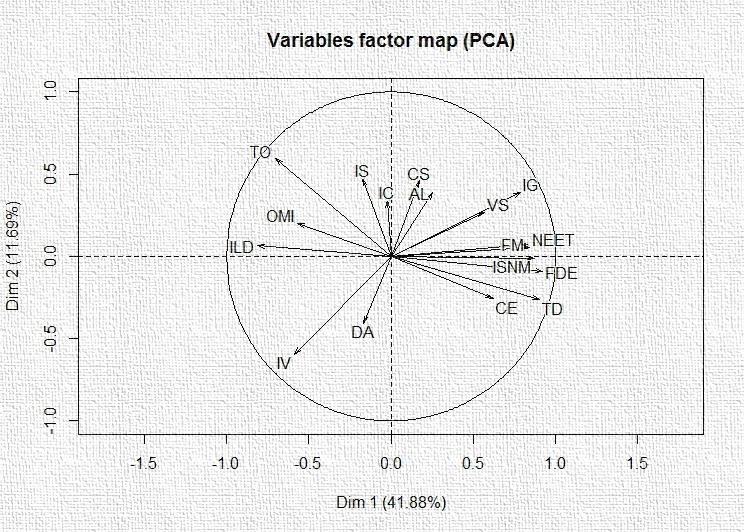 Variables factor map (PCA)
1.0
TO
IS
CS
0.5
IG
IC
AL
VS
OMI
ILD
FM
NEET
0.0
ISNM
FDE
CE
TD
DA
-0.5
IV
-1.0
Dim 2 (11.69%)
-1.5 -1.0 -0.5 0.0 0.5 1.0 1.5
Dim 1 (41.88%)